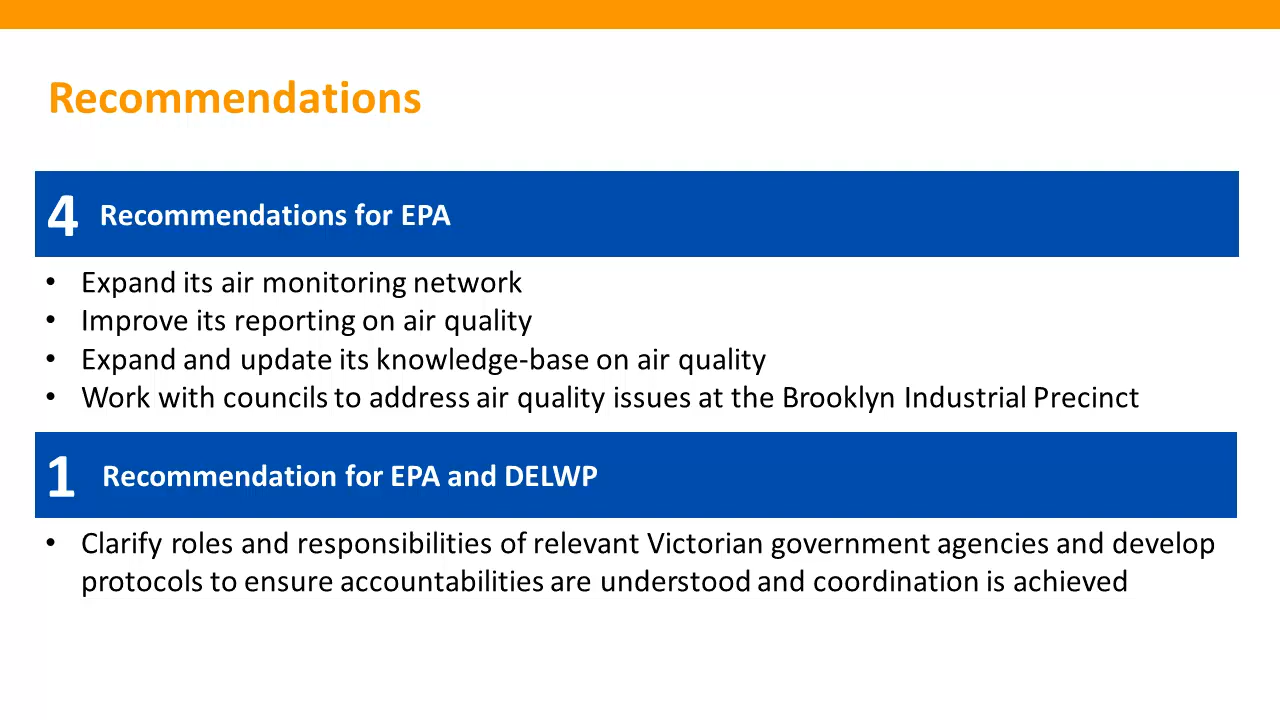 Recommendations
4 Recommendations for EPA
• Expand its air monitoring network
• Improve its reporting on air quality
• Expand and update its knowledge-base on air quality
• Work with councils to address air quality issues at the Brooklyn Industrial Precinct
1 Recommendation for EPA and DELWP
• Clarify roles and responsibilities of relevant Victorian government agencies and develop
protocols to ensure accountabilities are understood and coordination is achieved